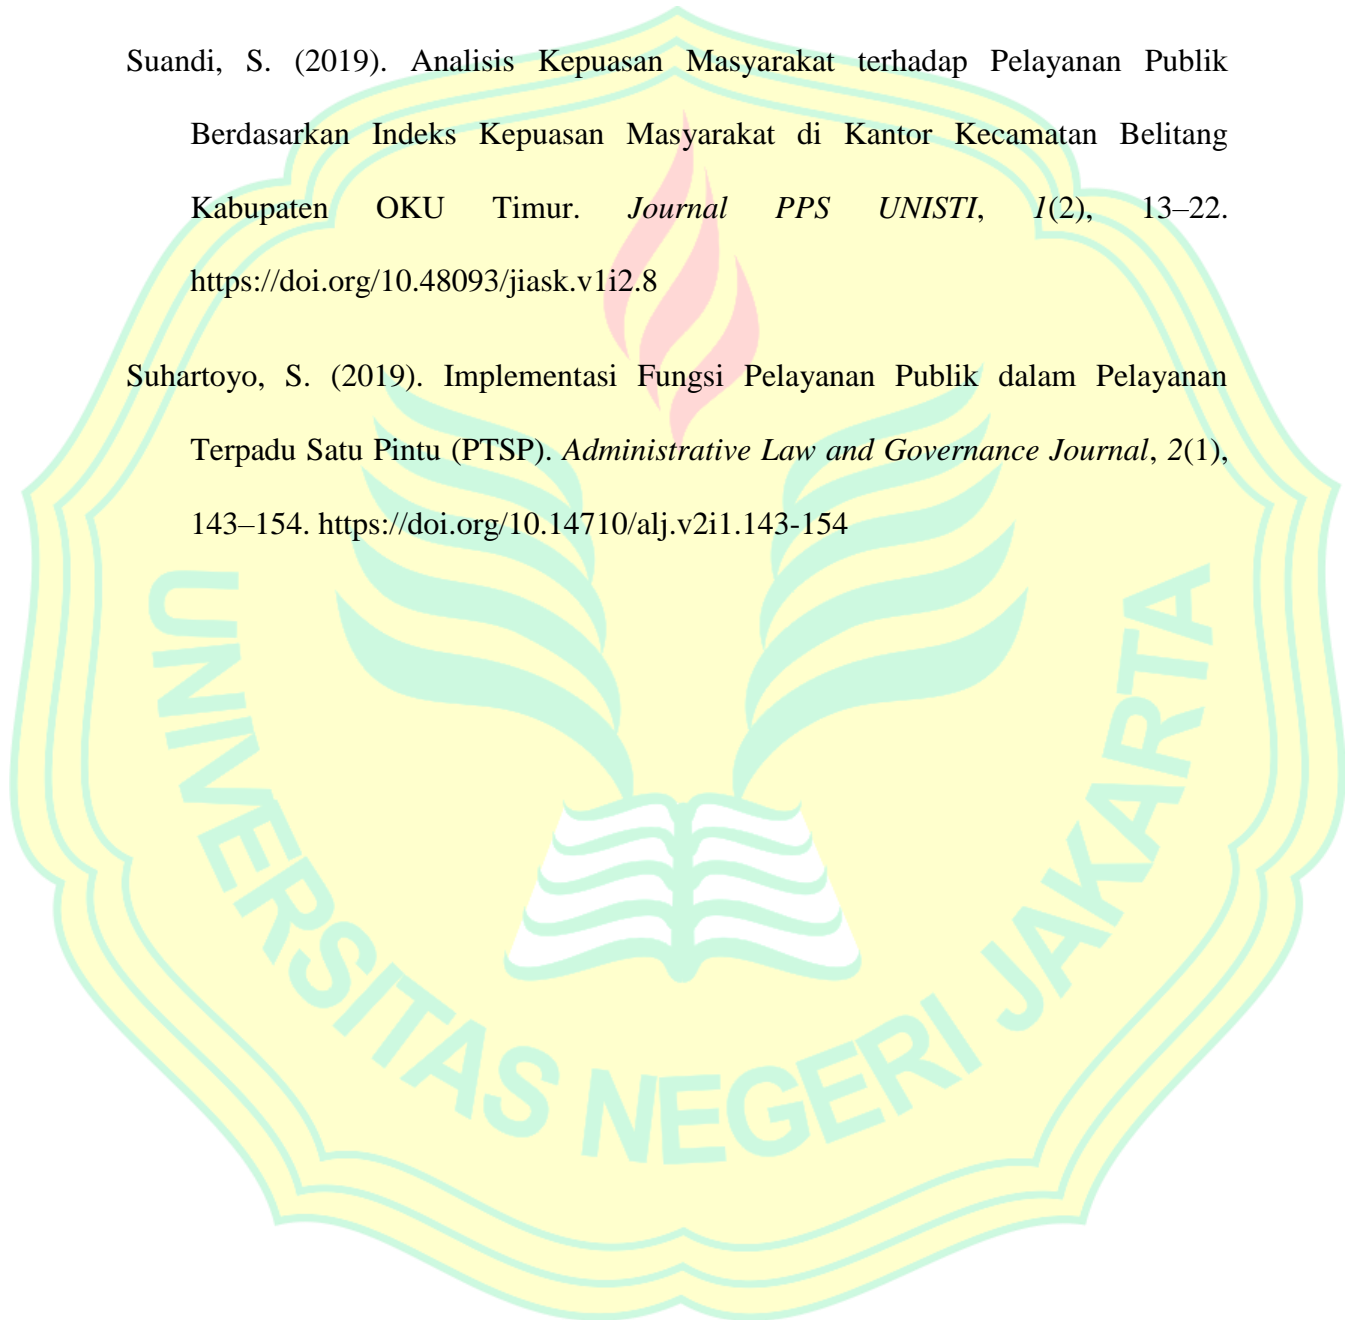 Suandi, S. (2019). Analisis Kepuasan Masyarakat terhadap Pelayanan Publik
Berdasarkan Indeks Kepuasan Masyarakat di Kantor Kecamatan Belitang
Kabupaten OKU Timur. Journal PPS UNISTI, 1(2), 13–22.
https://doi.org/10.48093/jiask.v1i2.8
Suhartoyo, S. (2019). Implementasi Fungsi Pelayanan Publik dalam Pelayanan
Terpadu Satu Pintu (PTSP). Administrative Law and Governance Journal, 2(1),
143–154. https://doi.org/10.14710/alj.v2i1.143-154
UNIVERSITAS NEGERI JAKARTA